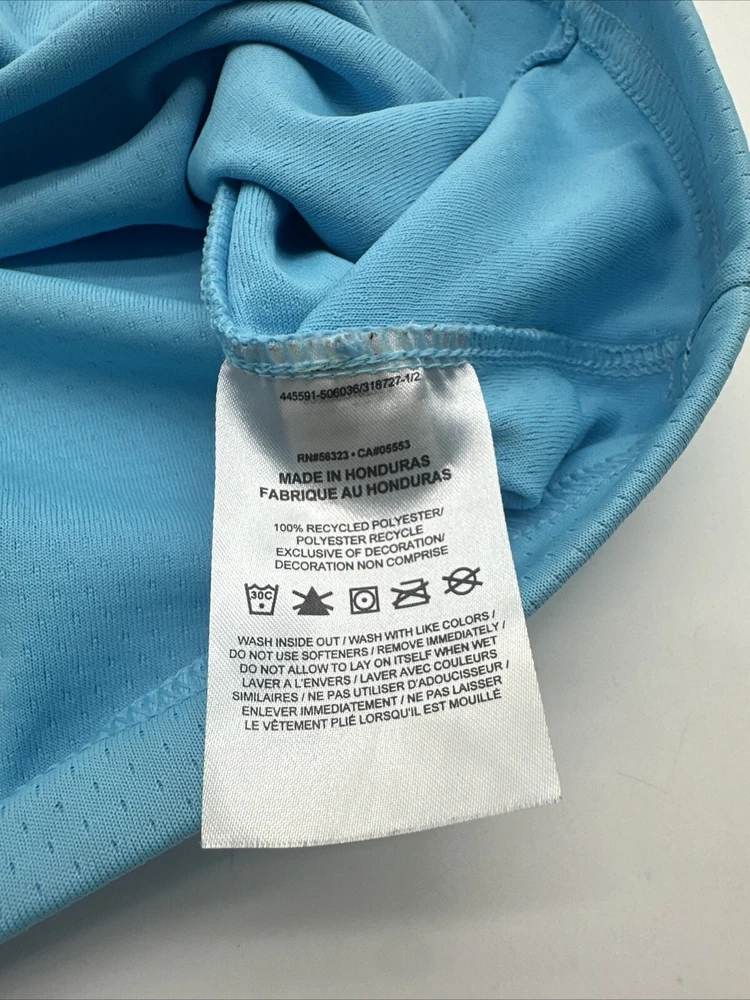 445591-506036/318727-1/2
RN#56323 • CA#05553
MADE IN HONDURAS
FABRIQUE AU HONDURAS
100% RECYCLED POLYESTER/
POLYESTER RECYCLE
EXCLUSIVE OF DECORATION/
DECORATION NON COMPRISE
30C
WASH INSIDE OUT / WASH WITH LIKE COLORS /
DO NOT USE SOFTENERS / REMOVE IMMEDIATELY /
DO NOT ALLOW TO LAY ON ITSELF WHEN WET
LAVER A L'ENVERS / LAVER AVEC COULEURS
SIMILAIRES / NE PAS UTILISER D'ADOUCISSEUR /
ENLEVER IMMEDIATEMENT / NE PAS LAISSER
LE VÊTEMENT PLIÉ LORSQU'IL EST MOUILLÉ